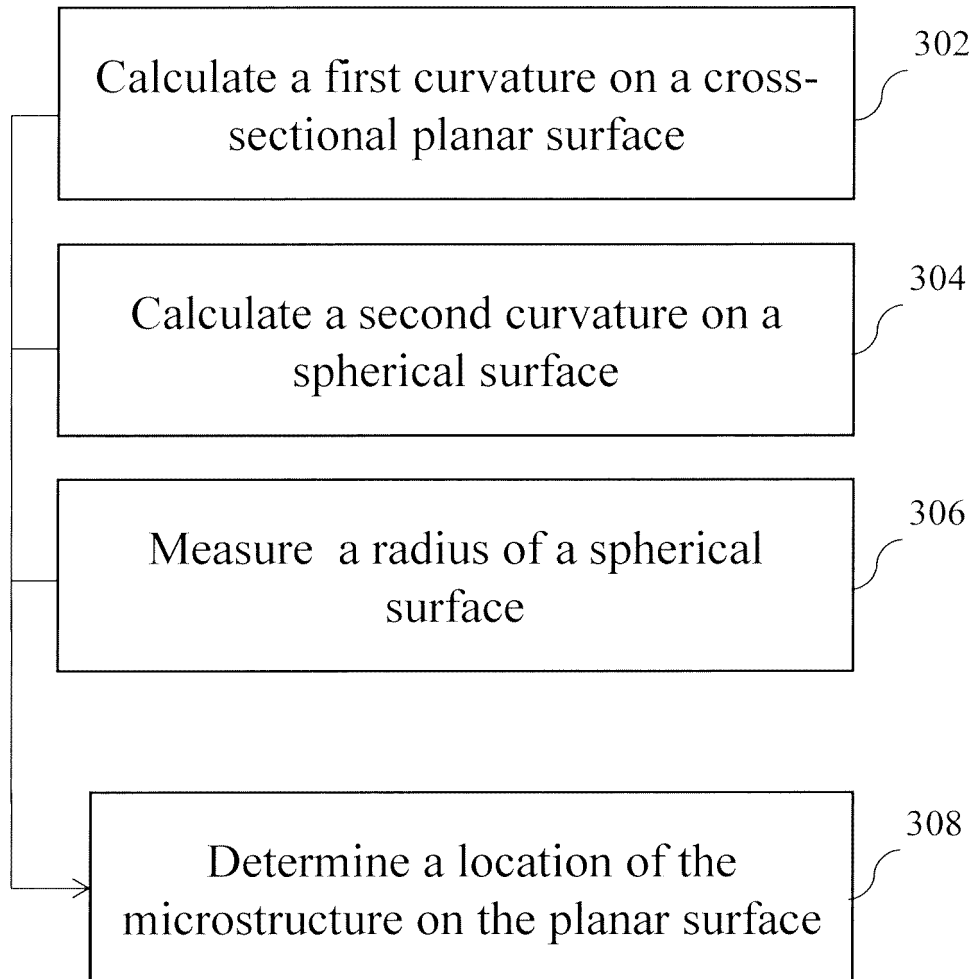 302
Calculate a first curvature on a cross-
sectional planar surface
304
Calculate a second curvature on a
spherical surface
306
Measure a radius of a spherical
surface
308
Determine a location of the
microstructure on the planar surface